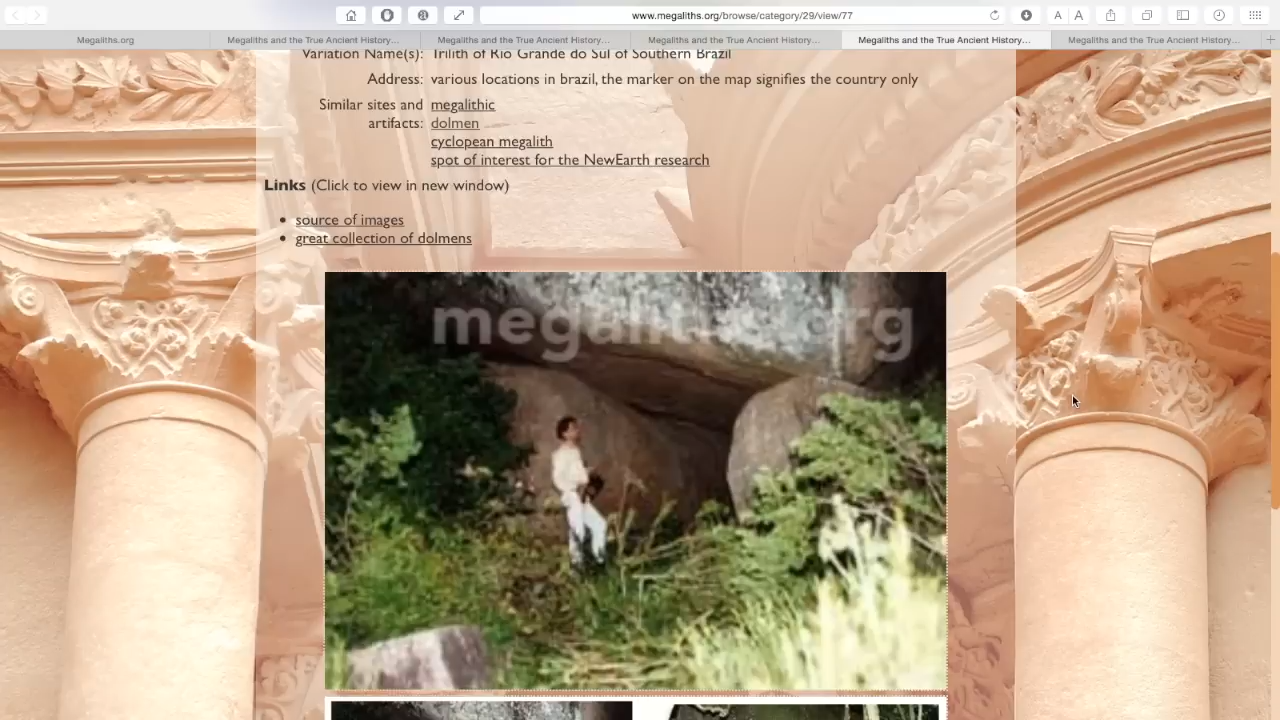 www.megaliths.org/browse/category/29/view/77
A A
Megaliths.org
Megaliths and the True Ancient History...
Megaliths and the True Ancient History...
Megaliths and the True Ancient History...
Megaliths and the True Ancient History...
Megaliths and the True Ancient History...
Variation Name(s): Trilith of Rio Grande do Sul of Southern Brazil
Address: various locations in brazil, the marker on the map signifies the country only
Similar sites and artifacts:
megalithic
dolmen
cyclopean megalith
spot of interest for the NewEarth research
Links (Click to view in new window)
source of images
great collection of dolmens
megaliths.org